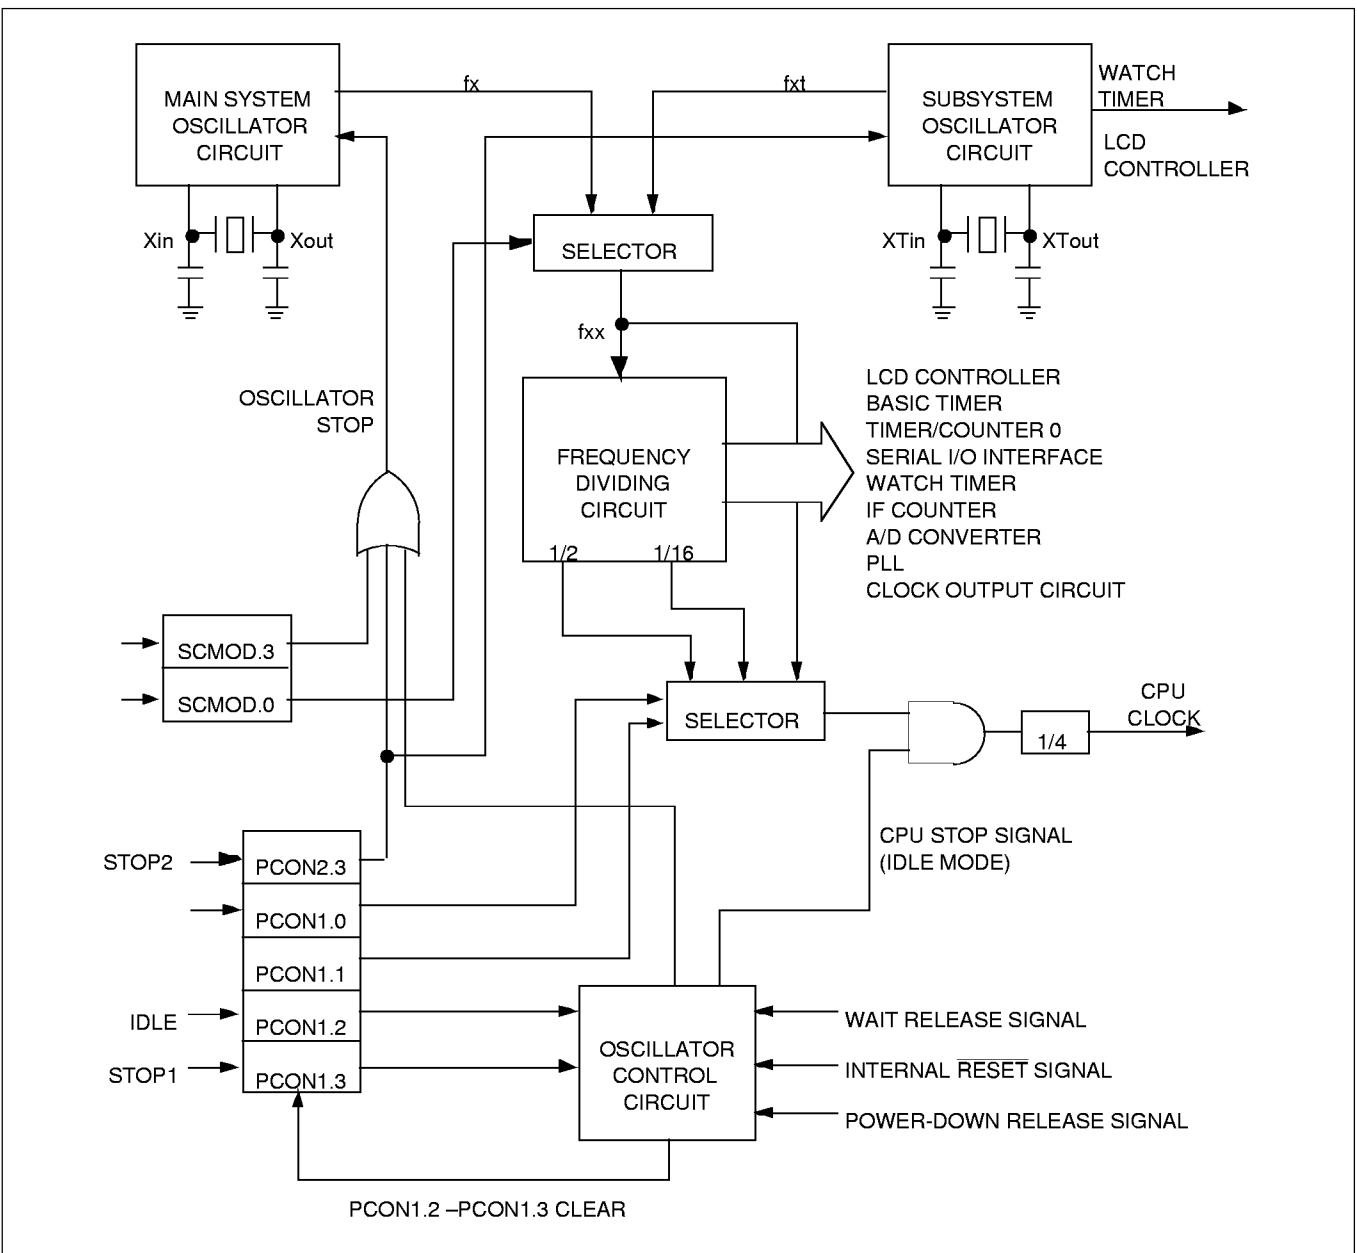 MAIN SYSTEM
OSCILLATOR
CIRCUIT
fx
fxt
SUBSYSTEM
OSCILLATOR
CIRCUIT
WATCH
TIMER
LCD
CONTROLLER
Xin
Xout
SELECTOR
XTin
XTout
fxx
OSCILLATOR
STOP
FREQUENCY
DIVIDING
CIRCUIT
1/2
1/16
LCD CONTROLLER
BASIC TIMER
TIMER/COUNTER 0
SERIAL I/O INTERFACE
WATCH TIMER
IF COUNTER
A/D CONVERTER
PLL
CLOCK OUTPUT CIRCUIT
SCMOD.3
SCMOD.0
SELECTOR
1/4
CPU
CLOCK
CPU STOP SIGNAL
(IDLE MODE)
STOP2
PCON2.3
PCON1.0
PCON1.1
IDLE
PCON1.2
STOP1
PCON1.3
OSCILLATOR
CONTROL
CIRCUIT
WAIT RELEASE SIGNAL
INTERNAL RESET SIGNAL
POWER-DOWN RELEASE SIGNAL
PCON1.2 –PCON1.3 CLEAR